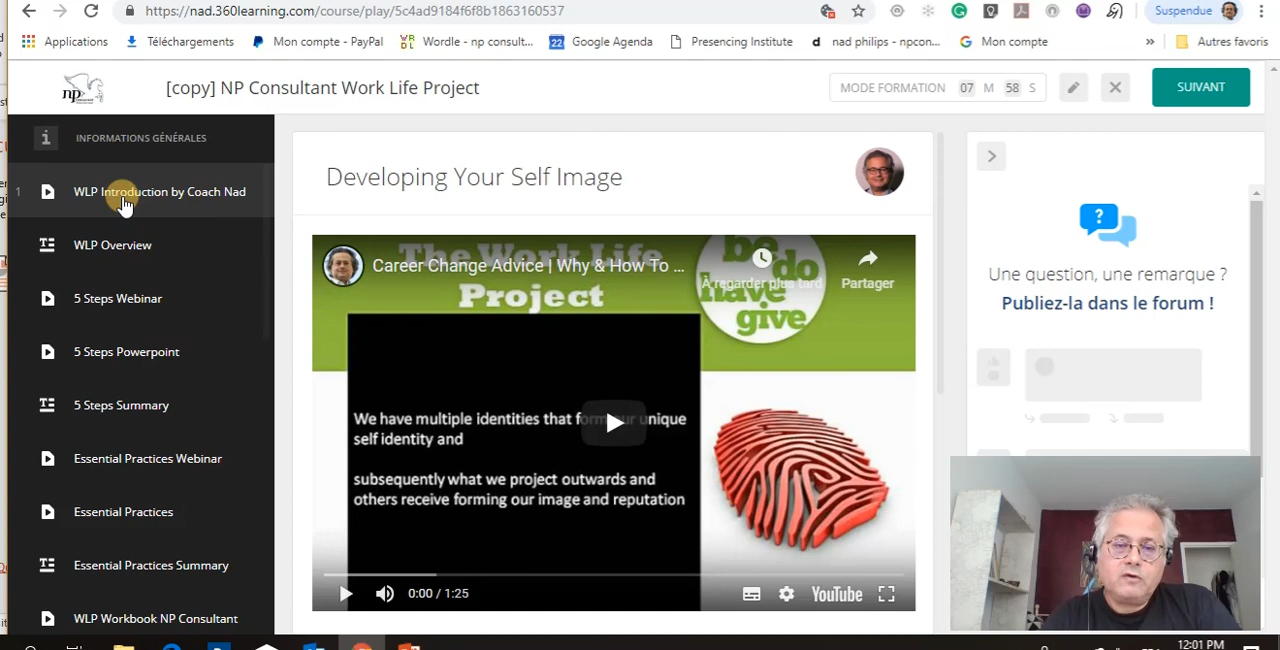 https://nad.360learning.com/course/play/5c4ad9184f6f8b1863160537
Suspendue
Applications
Téléchargements
Mon compte - PayPal
Wordle - np consult...
22
Google Agenda
Presencing Institute
d
nad philips - npcon...
Mon compte
»
Autres favoris
np
[copy] NP Consultant Work Life Project
MODE FORMATION 07 M 58 S
SUIVANT
INFORMATIONS GÉNÉRALES
1 WLP Introduction by Coach Nad
WLP Overview
5 Steps Webinar
5 Steps Powerpoint
5 Steps Summary
Essential Practices Webinar
Essential Practices
Essential Practices Summary
WLP Workbook NP Consultant
Developing Your Self Image
The Work Life
Project
Career Change Advice | Why & How To ...
be
do
have
give
À regarder plus tard
Partager
We have multiple identities that form our unique
self identity and
subsequently what we project outwards and
others receive forming our image and reputation
0:00 / 1:25
YouTube
Une question, une remarque ?
Publiez-la dans le forum !
12:01 PM